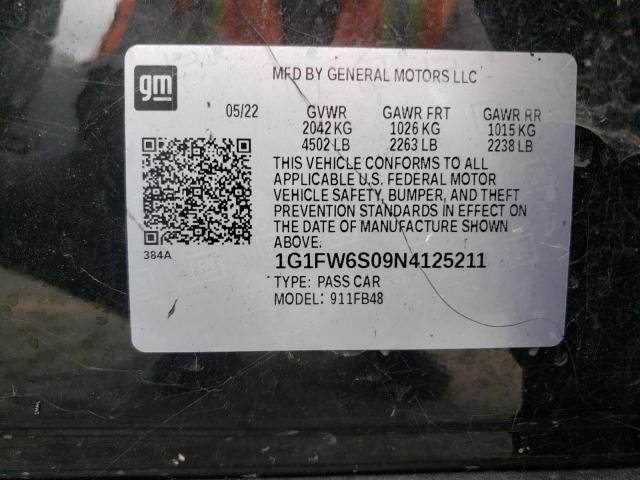 gm
MFD BY GENERAL MOTORS LLC
05/22 GVWR GAWR FRT GAWR RR
2042 KG 1026 KG 1015 KG
4502 LB 2263 LB 2238 LB
THIS VEHICLE CONFORMS TO ALL
APPLICABLE U.S. FEDERAL MOTOR
VEHICLE SAFETY, BUMPER, AND THEFT
PREVENTION STANDARDS IN EFFECT ON
THE DATE OF MANUFACTURE SHOWN
ABOVE.
384A
1G1FW6S09N4125211
TYPE: PASS CAR
MODEL: 911FB48